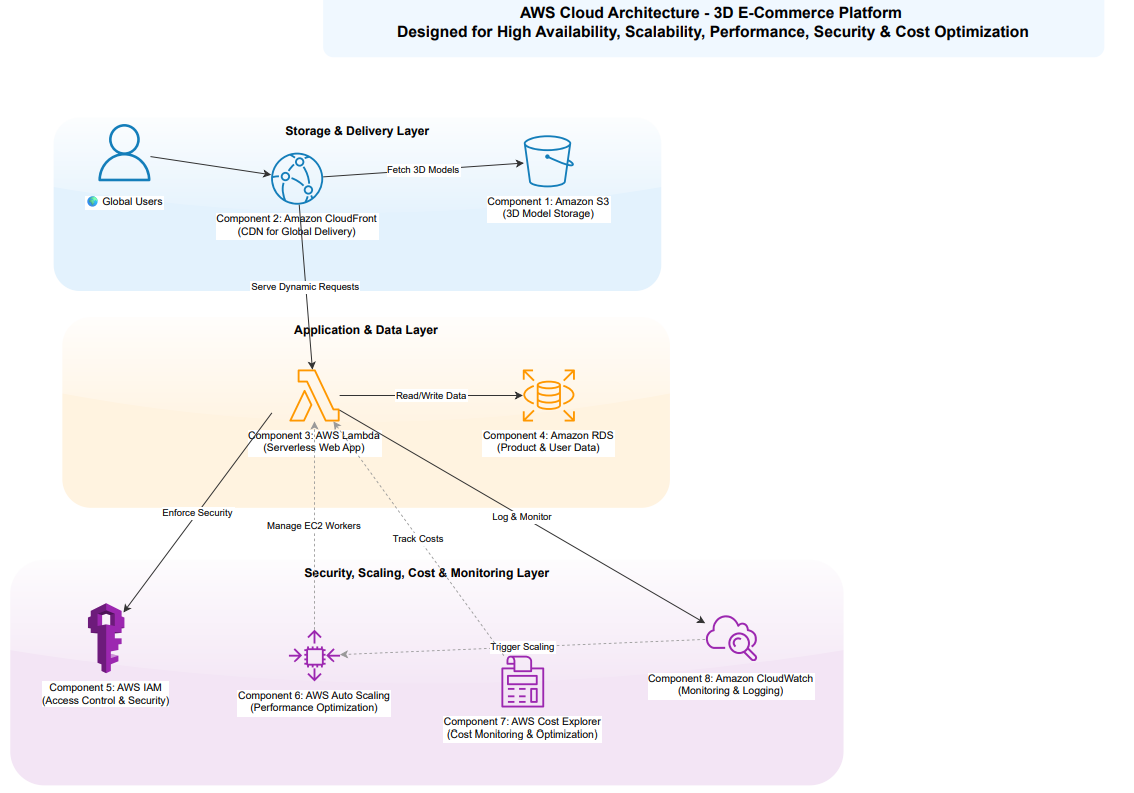 AWS Cloud Architecture - 3D E-Commerce Platform
Designed for High Availability, Scalability, Performance, Security & Cost Optimization
Storage & Delivery Layer
Fetch 3D Models
Global Users
Component 2: Amazon CloudFront
(CDN for Global Delivery)
Component 1: Amazon S3
(3D Model Storage)
Serve Dynamic Requests
Application & Data Layer
Read/Write Data
Component 3: AWS Lambda
(Serverless Web App)
Component 4: Amazon RDS
(Product & User Data)
Enforce Security
Manage EC2 Workers
Track Costs
Log & Monitor
Security, Scaling, Cost & Monitoring Layer
Trigger Scaling
Component 5: AWS IAM
(Access Control & Security)
Component 6: AWS Auto Scaling
(Performance Optimization)
Component 7: AWS Cost Explorer
(Cost Monitoring & Optimization)
Component 8: Amazon CloudWatch
(Monitoring & Logging)